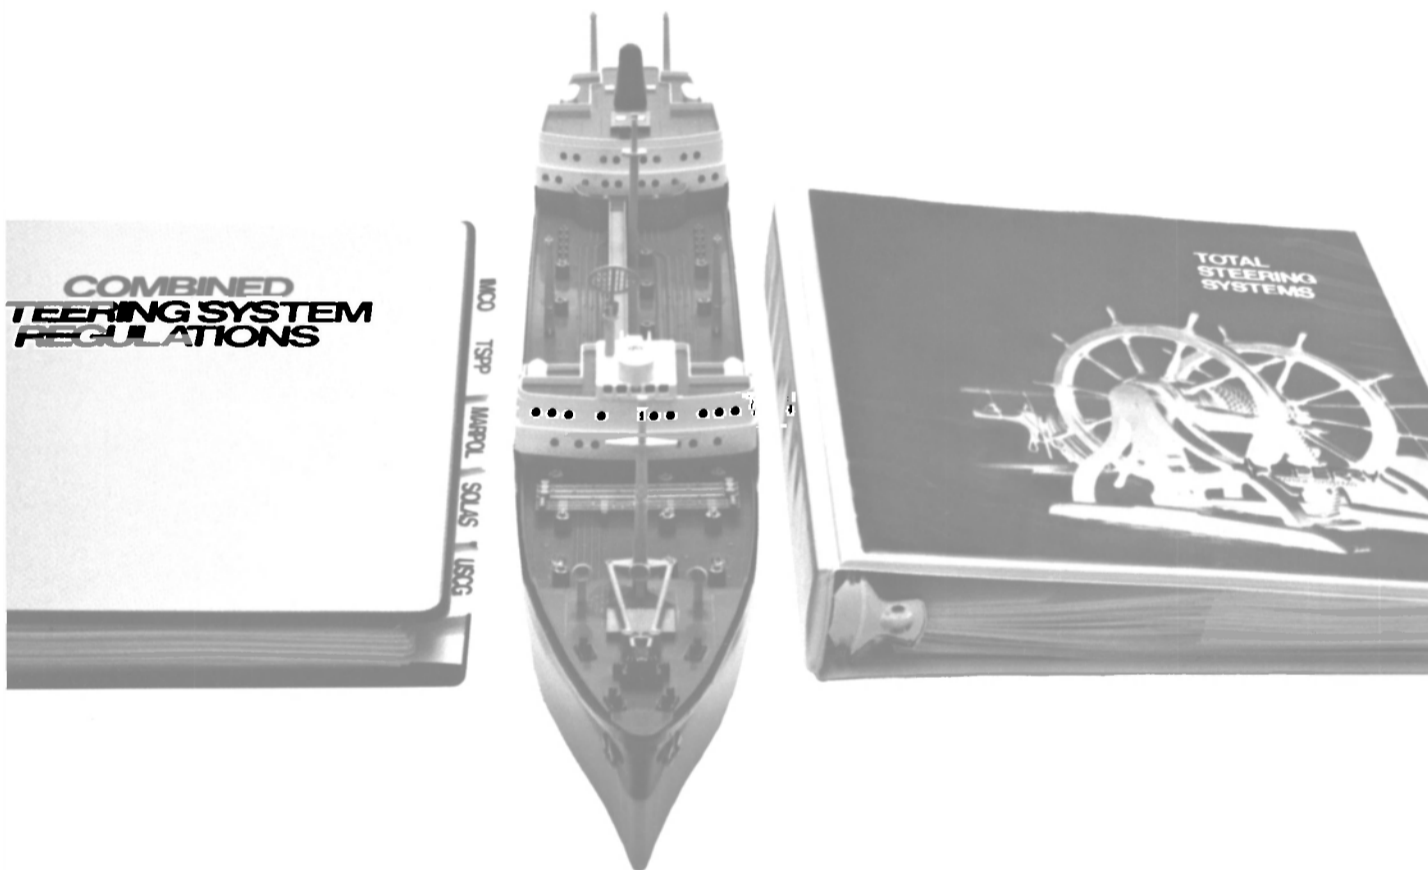 COMBINED
TEERING SYSTEM
REGULATIONS
IMCO
TSPP
MARPOL
SOLAS
USCG
TOTAL
STEERING
SYSTEMS